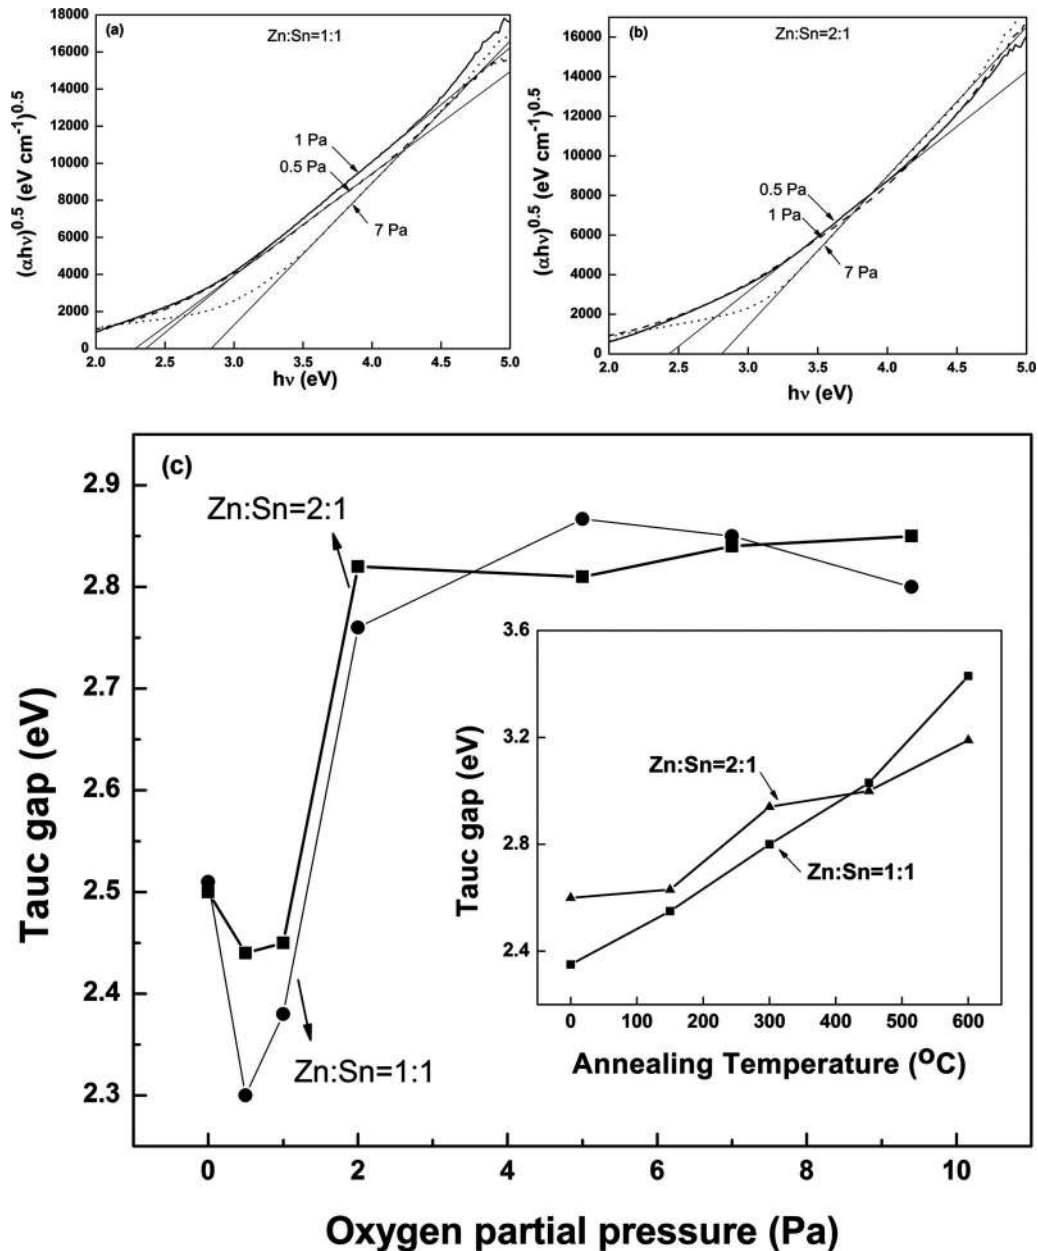 (a)
Zn:Sn=1:1
18000
16000
14000
12000
10000
8000
6000
4000
2000
0
(αhν)^0.5 (eV cm^-1)^0.5
1 Pa
0.5 Pa
7 Pa
2.0 2.5 3.0 3.5 4.0 4.5 5.0
hν (eV)
(b)
Zn:Sn=2:1
16000
14000
12000
10000
8000
6000
4000
2000
0
(αhν)^0.5 (eV cm^-1)^0.5
0.5 Pa
1 Pa
7 Pa
2.0 2.5 3.0 3.5 4.0 4.5 5.0
hν (eV)
(c)
2.9
2.8
2.7
2.6
2.5
2.4
2.3
Tauc gap (eV)
Zn:Sn=2:1
Zn:Sn=1:1
0 2 4 6 8 10
Oxygen partial pressure (Pa)
3.6
3.2
2.8
2.4
Tauc gap (eV)
Zn:Sn=2:1
Zn:Sn=1:1
0 100 200 300 400 500 600
Annealing Temperature (°C)